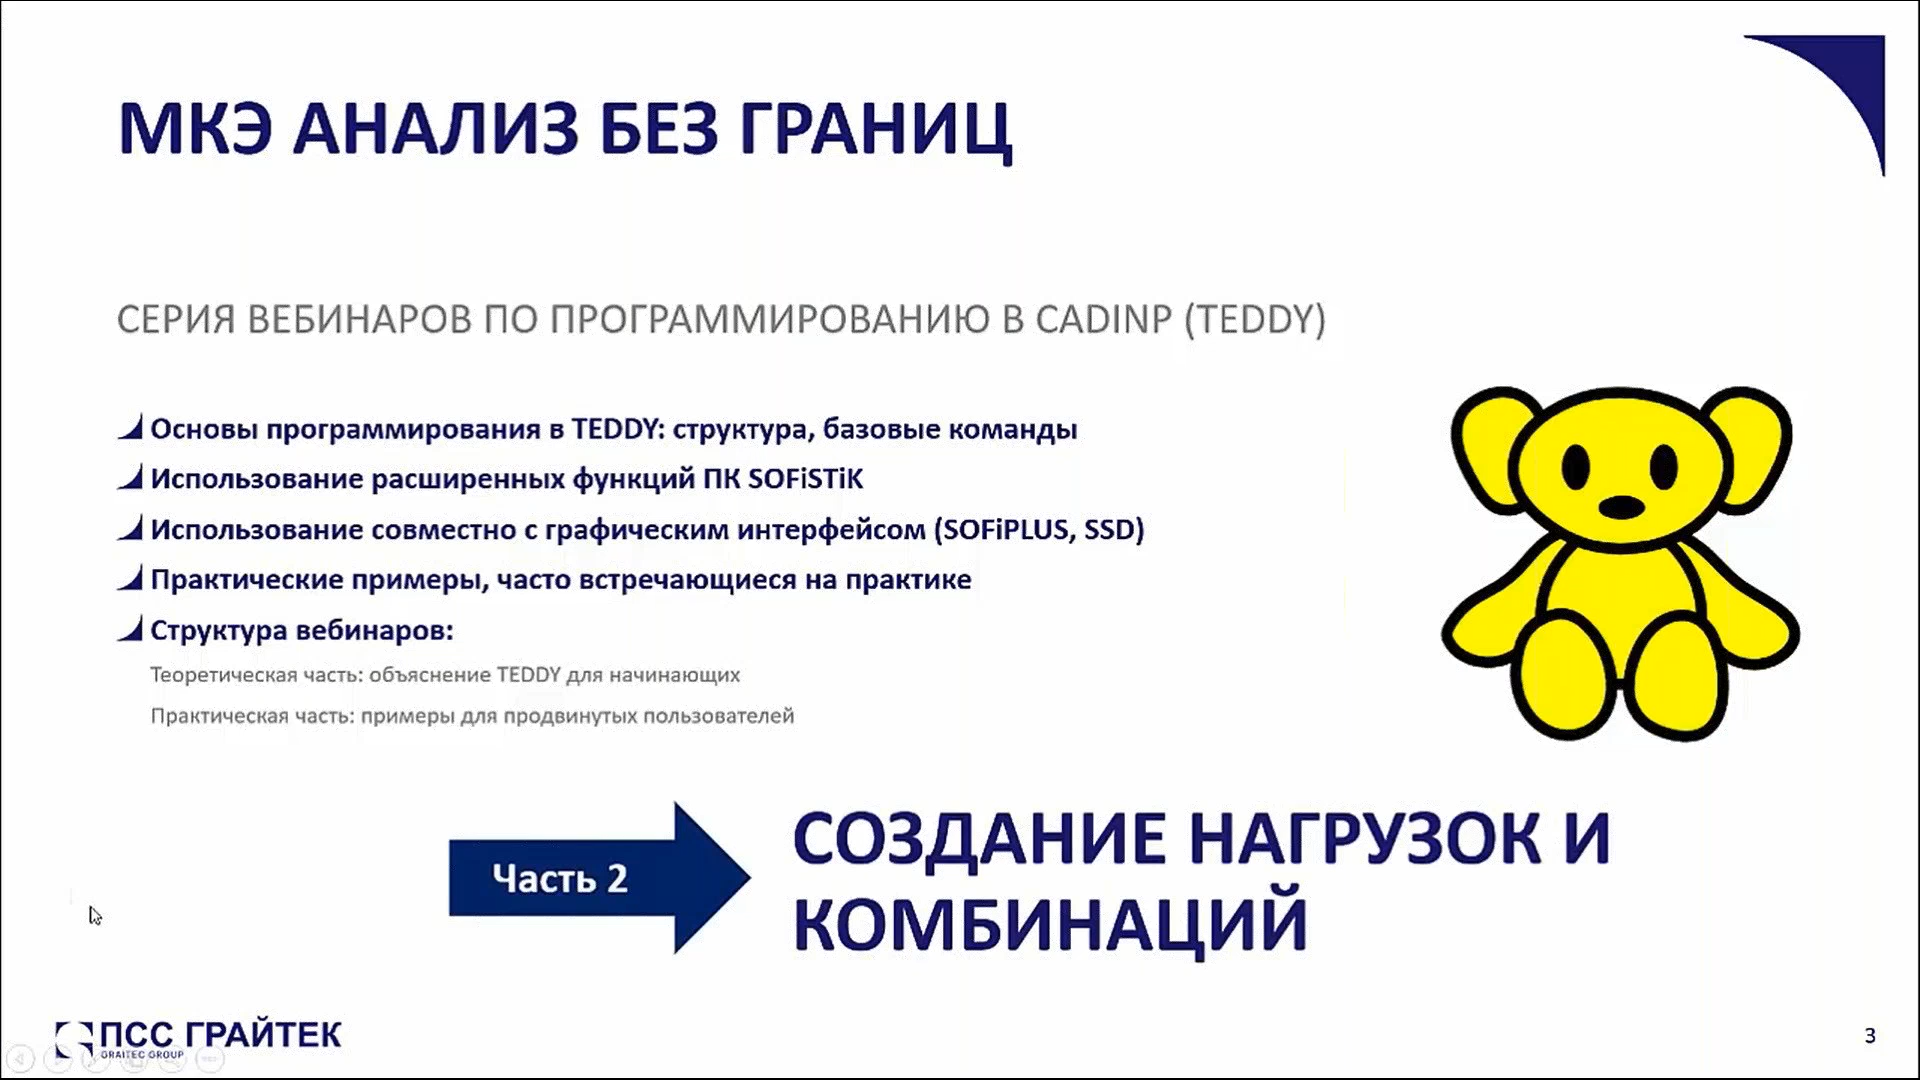 МКЭ АНАЛИЗ БЕЗ ГРАНИЦ
СЕРИЯ ВЕБИНАРОВ ПО ПРОГРАММИРОВАНИЮ В CADINP (TEDDY)
Основы программирования в TEDDY: структура, базовые команды
Использование расширенных функций ПК SOFiSTiK
Использование совместно с графическим интерфейсом (SOFiPLUS, SSD)
Практические примеры, часто встречающиеся на практике
Структура вебинаров:
Теоретическая часть: объяснение TEDDY для начинающих
Практическая часть: примеры для продвинутых пользователей
Часть 2
СОЗДАНИЕ НАГРУЗОК И
КОМБИНАЦИЙ
ПСС ГРАЙТЕК
GRAITEC GROUP
3